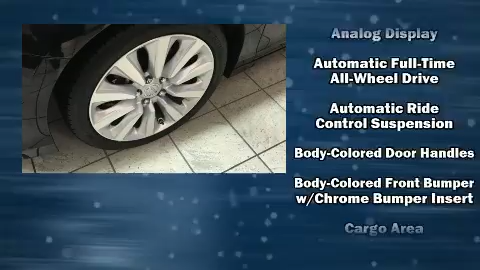 Analog Display
Automatic Full-Time
All-Wheel Drive
Automatic Ride
Control Suspension
Body-Colored Door Handles
Body-Colored Front Bumper
w/Chrome Bumper Insert
Cargo Area